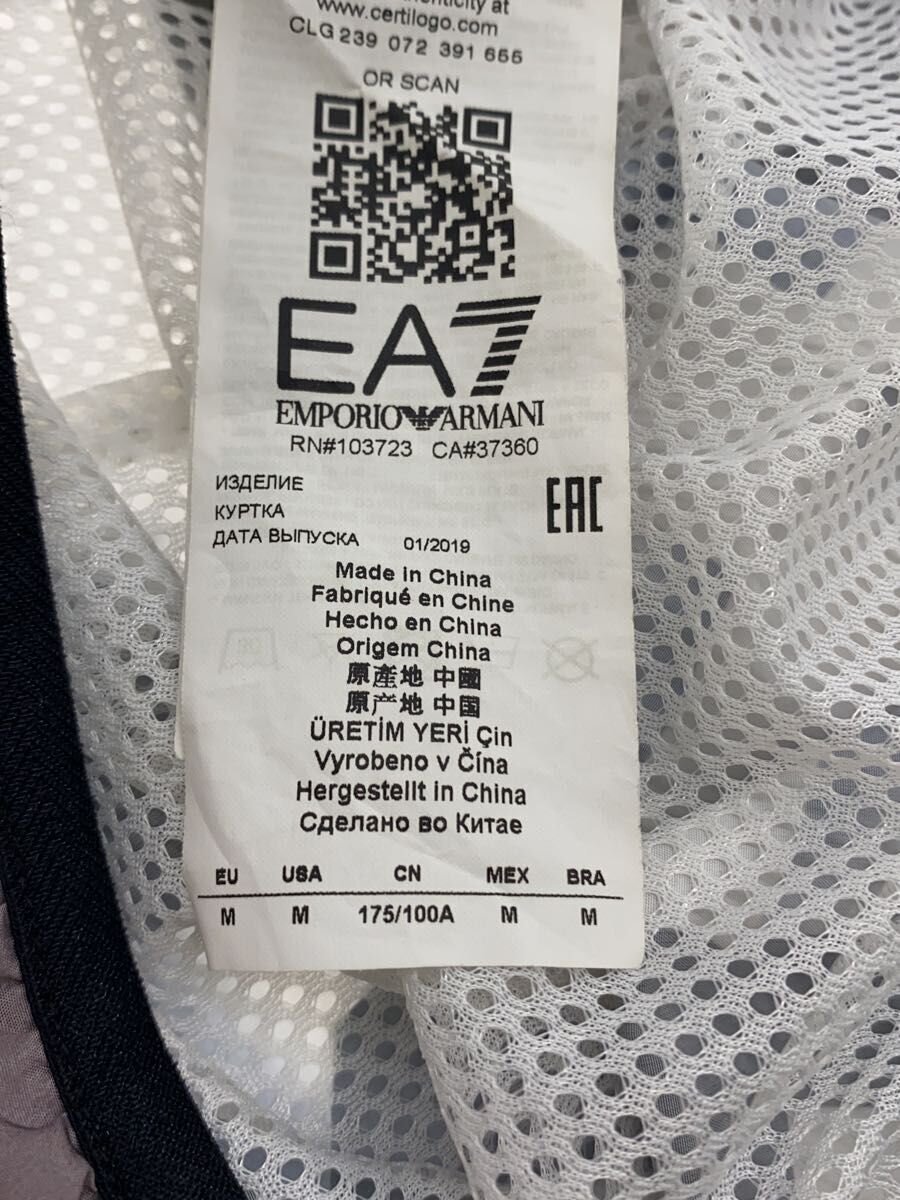 authenticity at
www.certilogo.com
CLG 239 072 391 655
OR SCAN
EA7
EMPORIO ARMANI
RN#103723 CA#37360
ИЗДЕЛИЕ
КУРТКА
EAC
ДАТА ВЫПУСКА 01/2019
Made in China
Fabriqué en Chine
Hecho en China
Origem China
原產地 中國
原产地 中国
ÜRETİM YERİ Çin
Vyrobeno v Čína
Hergestellt in China
Сделано во Китае
EU USA CN MEX BRA
M M 175/100A M M